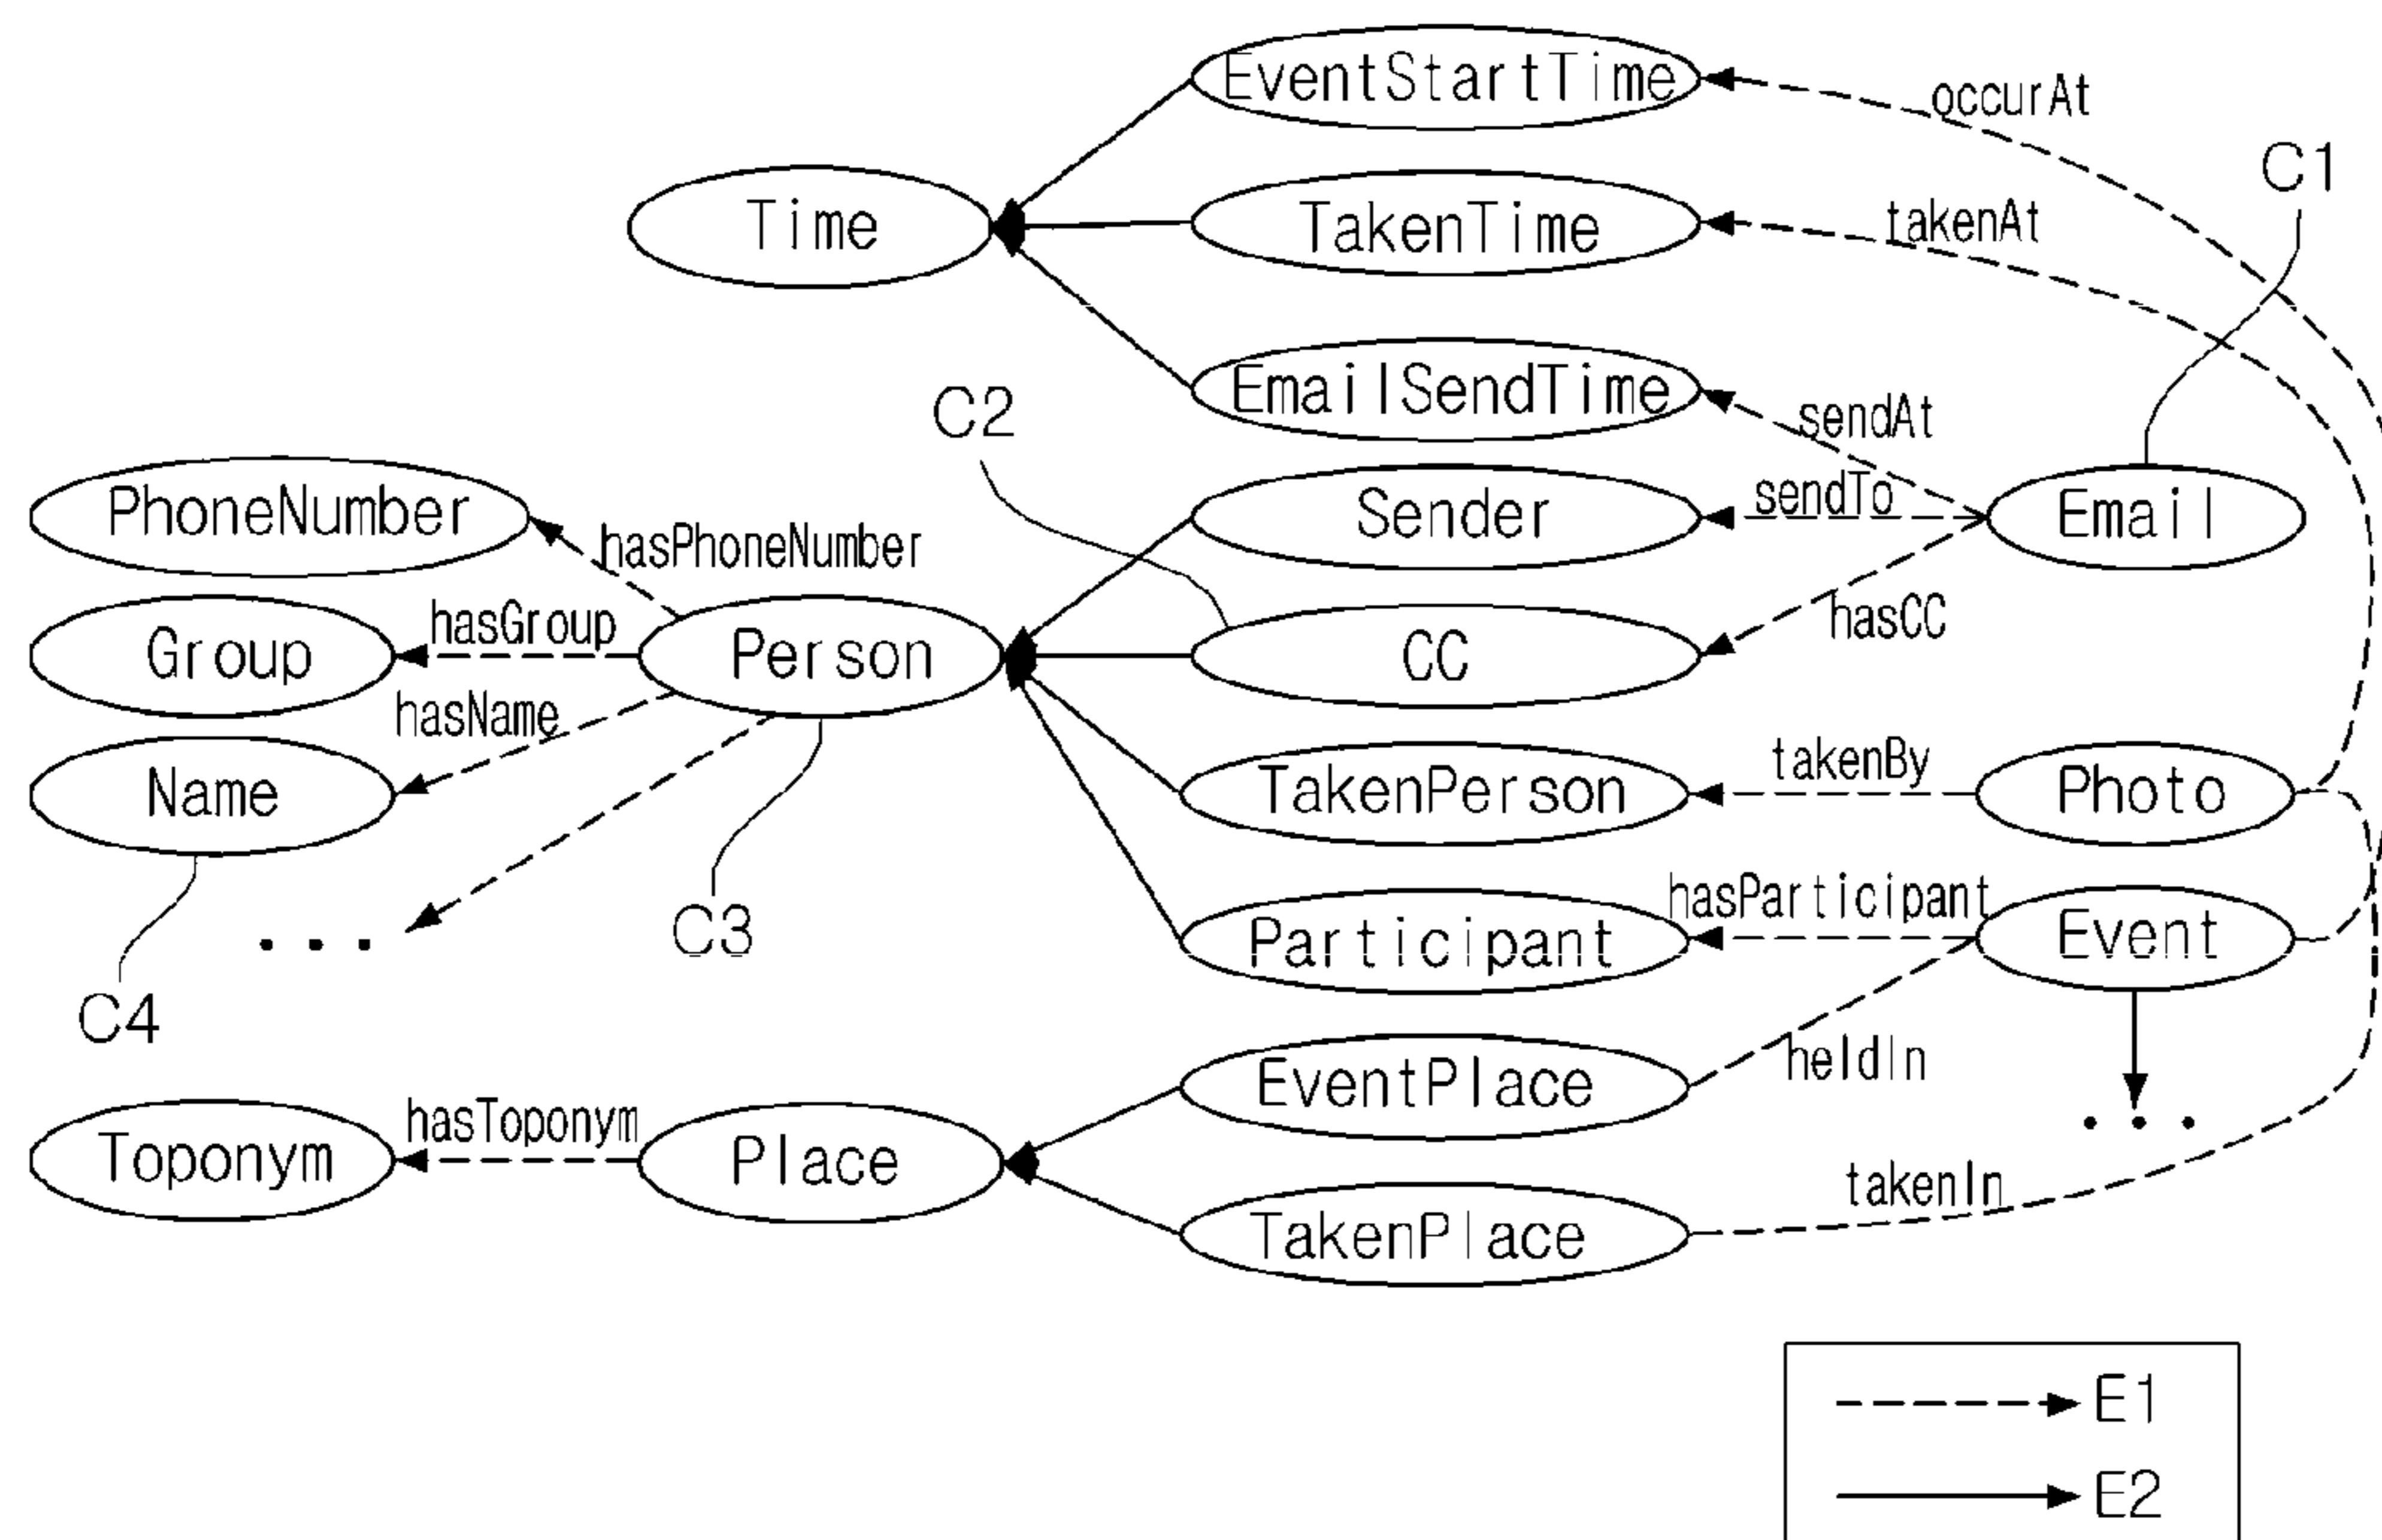 EventStartTime
occurAt
C1
Time
TakenTime
takenAt
C2
EmailSendTime
sendAt
PhoneNumber
hasPhoneNumber
Sender
sendTo
Email
Group
hasGroup
Person
CC
hasCC
hasName
Name
TakenPerson
takenBy
Photo
. . .
C3
Participant
hasParticipant
Event
C4
EventPlace
heldIn
. . .
Toponym
hasToponym
Place
TakenPlace
takenIn
E1
E2